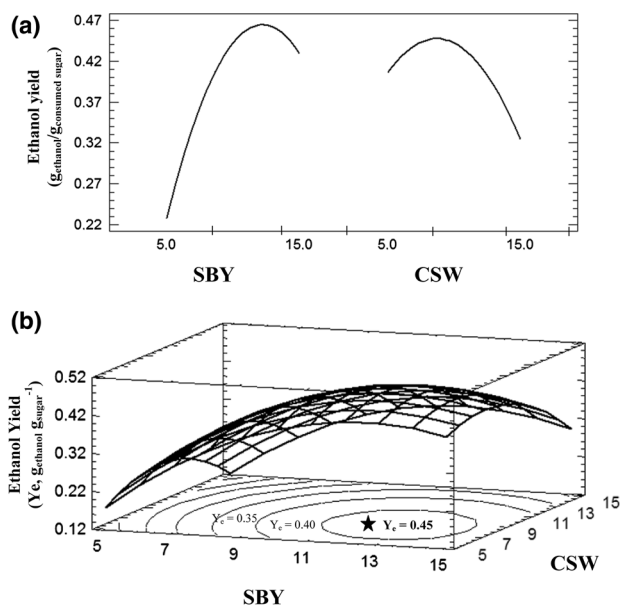 (a)
Ethanol yield
(gethanol/gconsumed sugar)
0.47
0.42
0.37
0.32
0.27
0.22
5.0 15.0 5.0 15.0
SBY CSW
(b)
Ethanol Yield
(Ye, gethanol gsugar-1)
0.52
0.42
0.32
0.22
0.12
Ye = 0.35
Ye = 0.40
Ye = 0.45
5 7 9 11 13 15
SBY
5 7 9 11 13 15
CSW